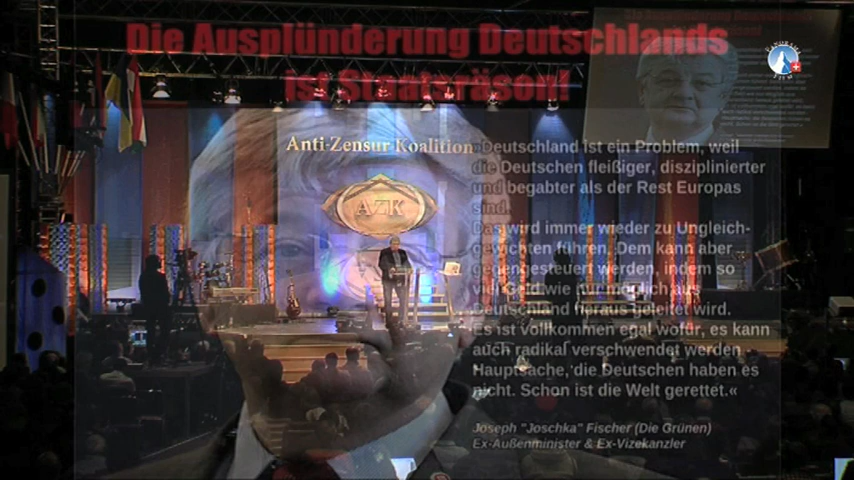 Die Ausplünderung Deutschlands
ist Staatsräson!
PANORAMA
FILM
Anti-Zensur-Koalition
AZK
»Deutschland ist ein Problem, weil
die Deutschen fleißiger, disziplinierter
und begabter als der Rest Europas
sind.
Das wird immer wieder zu Ungleich-
gewichten führen. Dem kann aber
gegengesteuert werden, indem so
viel Geld wie nur möglich aus
Deutschland heraus geleitet wird.
Es ist vollkommen egal wofür, es kann
auch radikal verschwendet werden
Hauptsache, die Deutschen haben es
nicht. Schon ist die Welt gerettet.«
Joseph "Joschka" Fischer (Die Grünen)
Ex-Außenminister & Ex-Vizekanzler